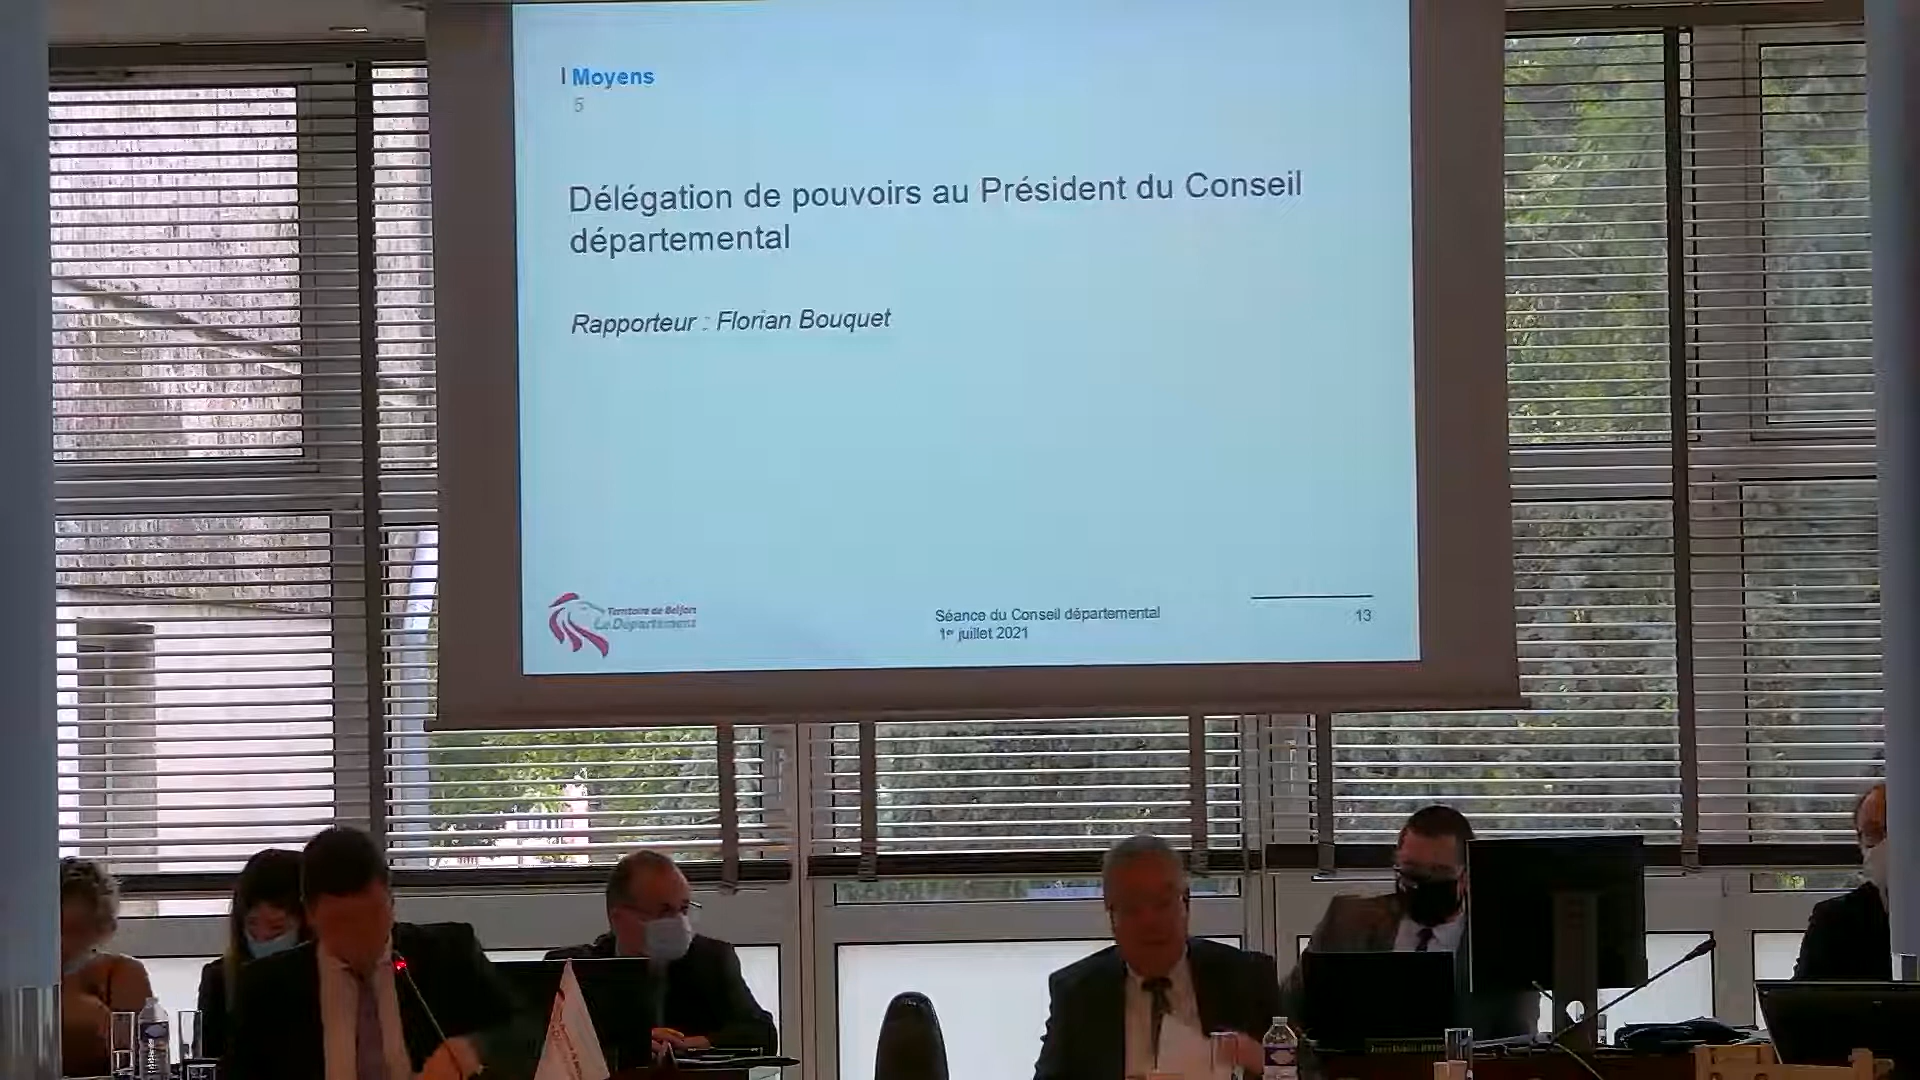 Moyens
5
Délégation de pouvoirs au Président du Conseil
départemental
Rapporteur : Florian Bouquet
Territoire de Belfort
Le Département
Séance du Conseil départemental
1er juillet 2021
13